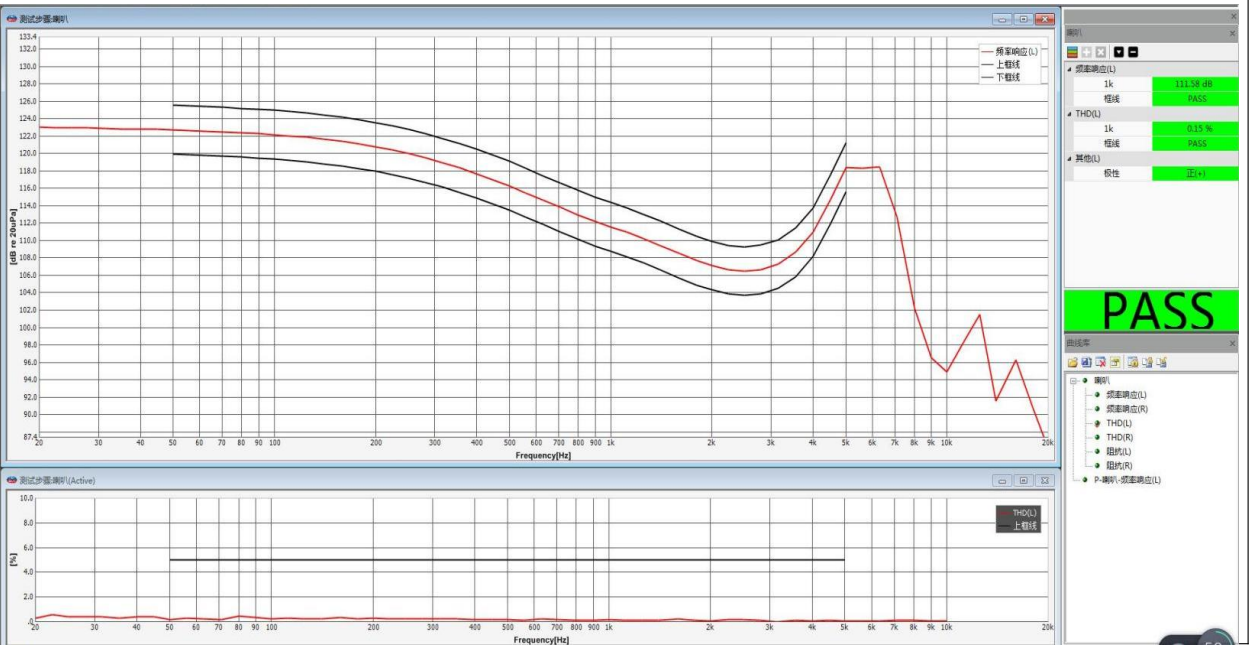 测试步骤:喇叭
133.4
132.0
130.0
128.0
126.0
124.0
122.0
120.0
118.0
116.0
114.0
112.0
110.0
108.0
106.0
104.0
102.0
100.0
98.0
96.0
94.0
92.0
90.0
87.4
[dB re 20uPa]
频率响应(L)
上框线
下框线
20 30 40 50 60 70 80 90 100 200 300 400 500 600 700 800 900 1k 2k 3k 4k 5k 6k 7k 8k 9k 10k 20k
Frequency[Hz]
测试步骤:喇叭(Active)
10.0
8.0
6.0
4.0
2.0
.0
[%]
THD(L)
上框线
20 30 40 50 60 70 80 90 100 200 300 400 500 600 700 800 900 1k 2k 3k 4k 5k 6k 7k 8k 9k 10k 20k
Frequency[Hz]
喇叭
频率响应(L)
1k 111.58 dB
框线 PASS
THD(L)
1k 0.15 %
框线 PASS
其他(L)
极性 正(+)
PASS
曲线库
喇叭
频率响应(L)
频率响应(R)
THD(L)
THD(R)
阻抗(L)
阻抗(R)
P-喇叭-频率响应(L)